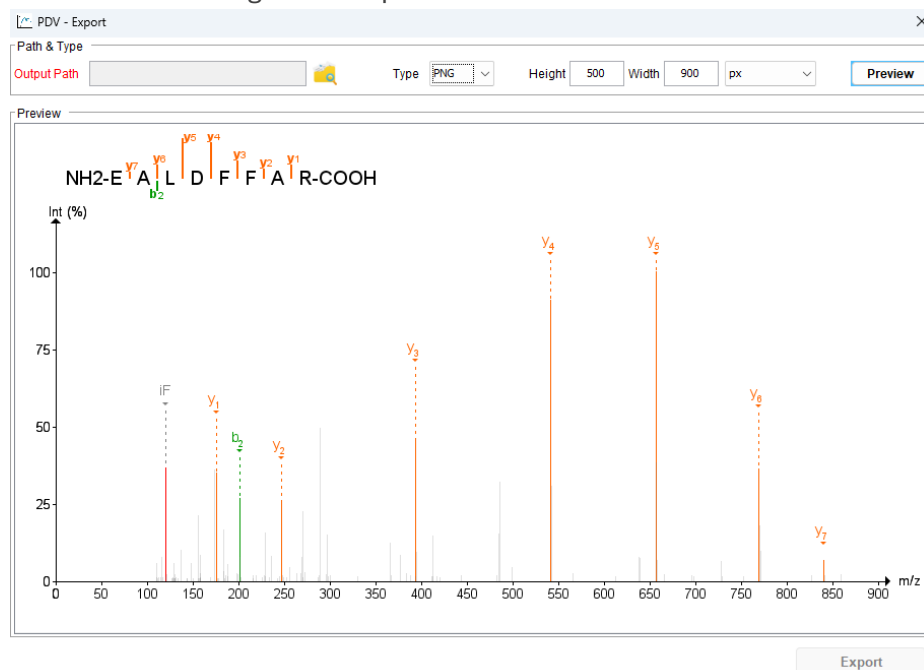 PDV - Export
Path & Type
Output Path Type PNG Height 500 Width 900 px Preview
Preview
y7 y6 y5 y4 y3 y2 y1
NH2-E A L D F F A R-COOH
b2
Int (%)
y4 y5
100
75
y3
iF y1 y6
50
b2 y2
25
y7
0
m/z
0 50 100 150 200 250 300 350 400 450 500 550 600 650 700 750 800 850 900
Export